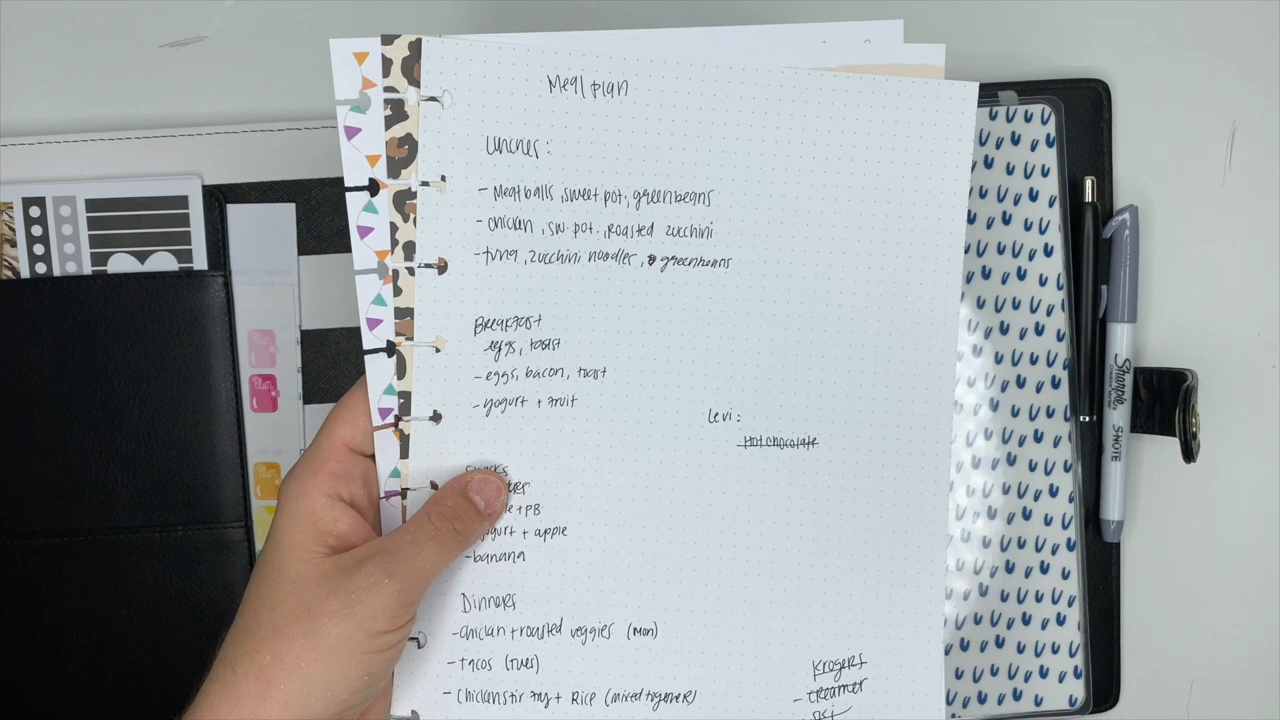 Meal plan
Lunches:
- Meatballs, sweet pot, greenbeans
- chicken, sw. pot., Roasted zucchini
- tuna, zucchini noodles, greenbeans
Breakfast
eggs, toast
- eggs, bacon, toast
- yogurt + fruit
Levi:
Hot chocolate
+ PB
yogurt + apple
- banana
Dinners
- chicken + roasted veggies (mon)
- tacos (tues)
- chicken stir fry + Rice (mixed together)
Krogers
- creamer
Sharpie
S·NOTE
Plan